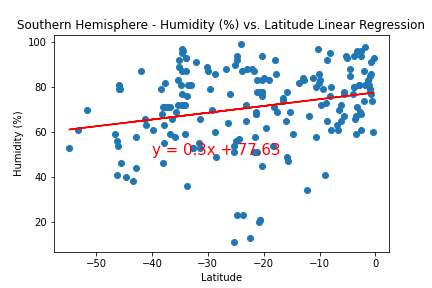 Southern Hemisphere - Humidity (%) vs. Latitude Linear Regression
100
80
60
40
20
Humidity (%)
y = 0.3x + 77.63
−50 −40 −30 −20 −10 0
Latitude